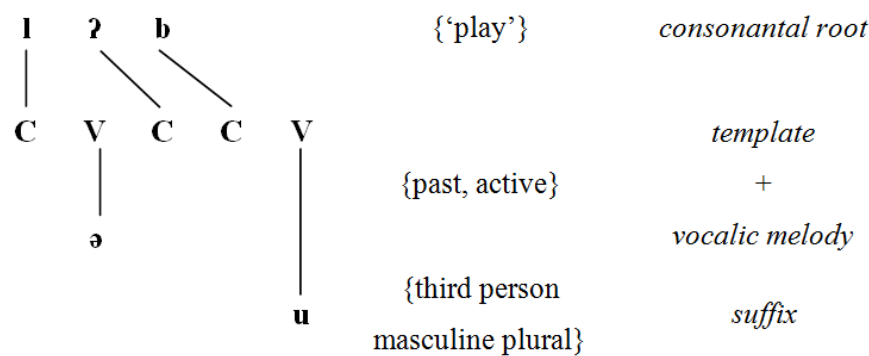 l ʔ b {‘play’} consonantal root
C V C C V template
{past, active} +
ə vocalic melody
{third person
u suffix
masculine plural}